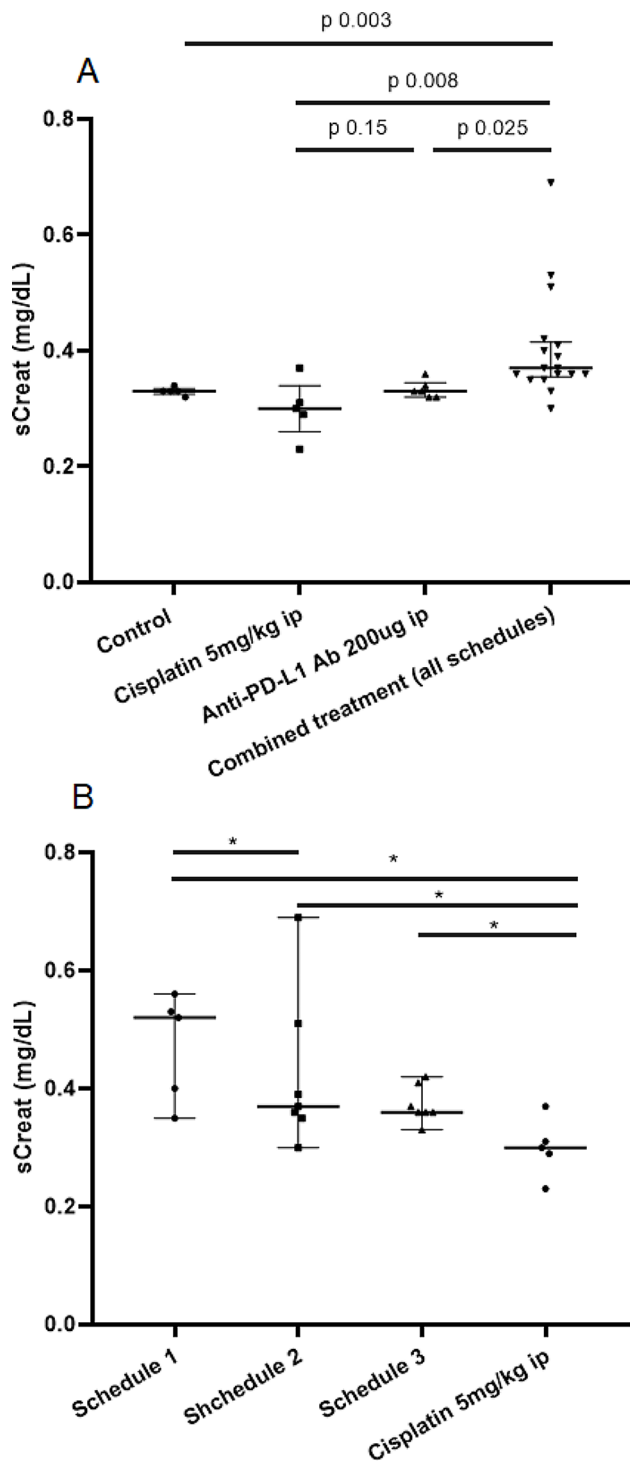 p 0.003
A
p 0.008
p 0.15
p 0.025
0.8
0.6
0.4
0.2
0.0
sCreat (mg/dL)
Control
Cisplatin 5mg/kg ip
Anti-PD-L1 Ab 200ug ip
Combined treatment (all schedules)
B
0.8
0.6
0.4
0.2
0.0
sCreat (mg/dL)
*
*
*
*
Schedule 1
Shchedule 2
Schedule 3
Cisplatin 5mg/kg ip